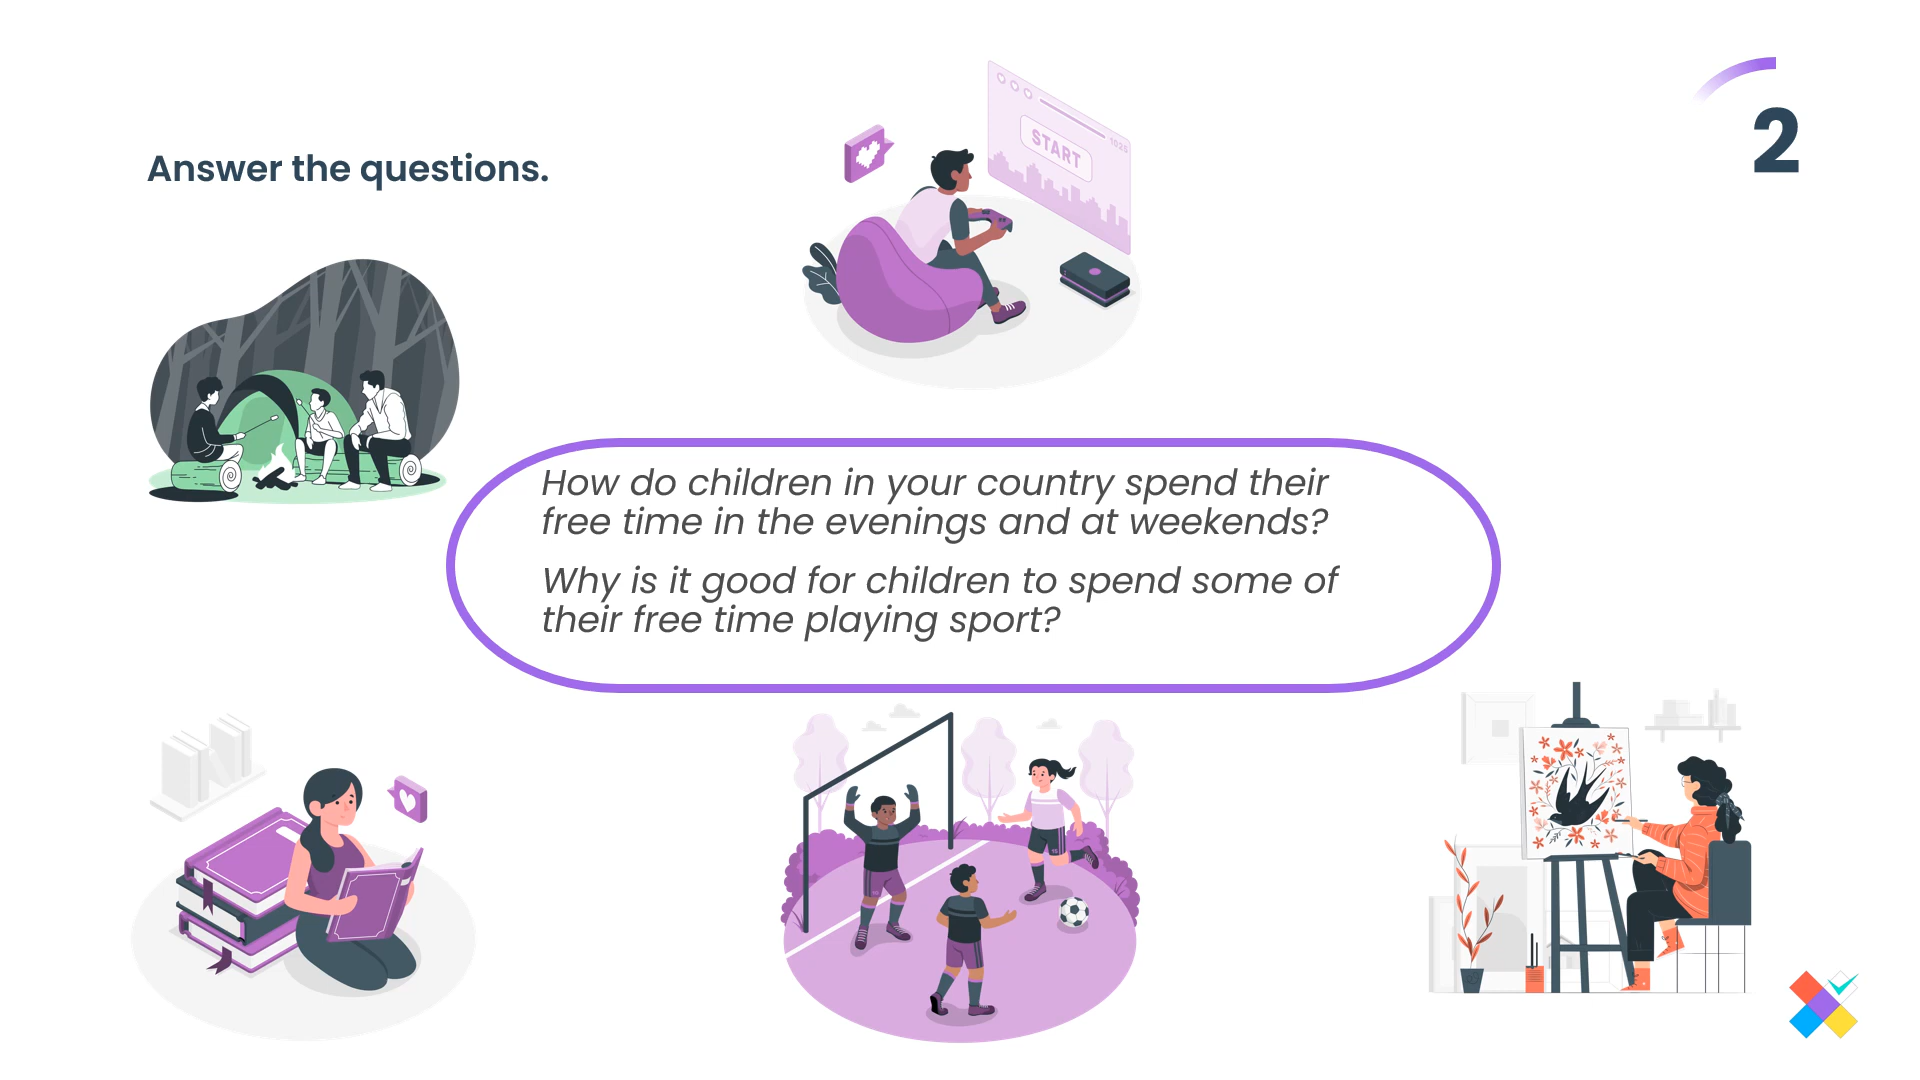 2
Answer the questions.
START
1025
How do children in your country spend their
free time in the evenings and at weekends?
Why is it good for children to spend some of
their free time playing sport?